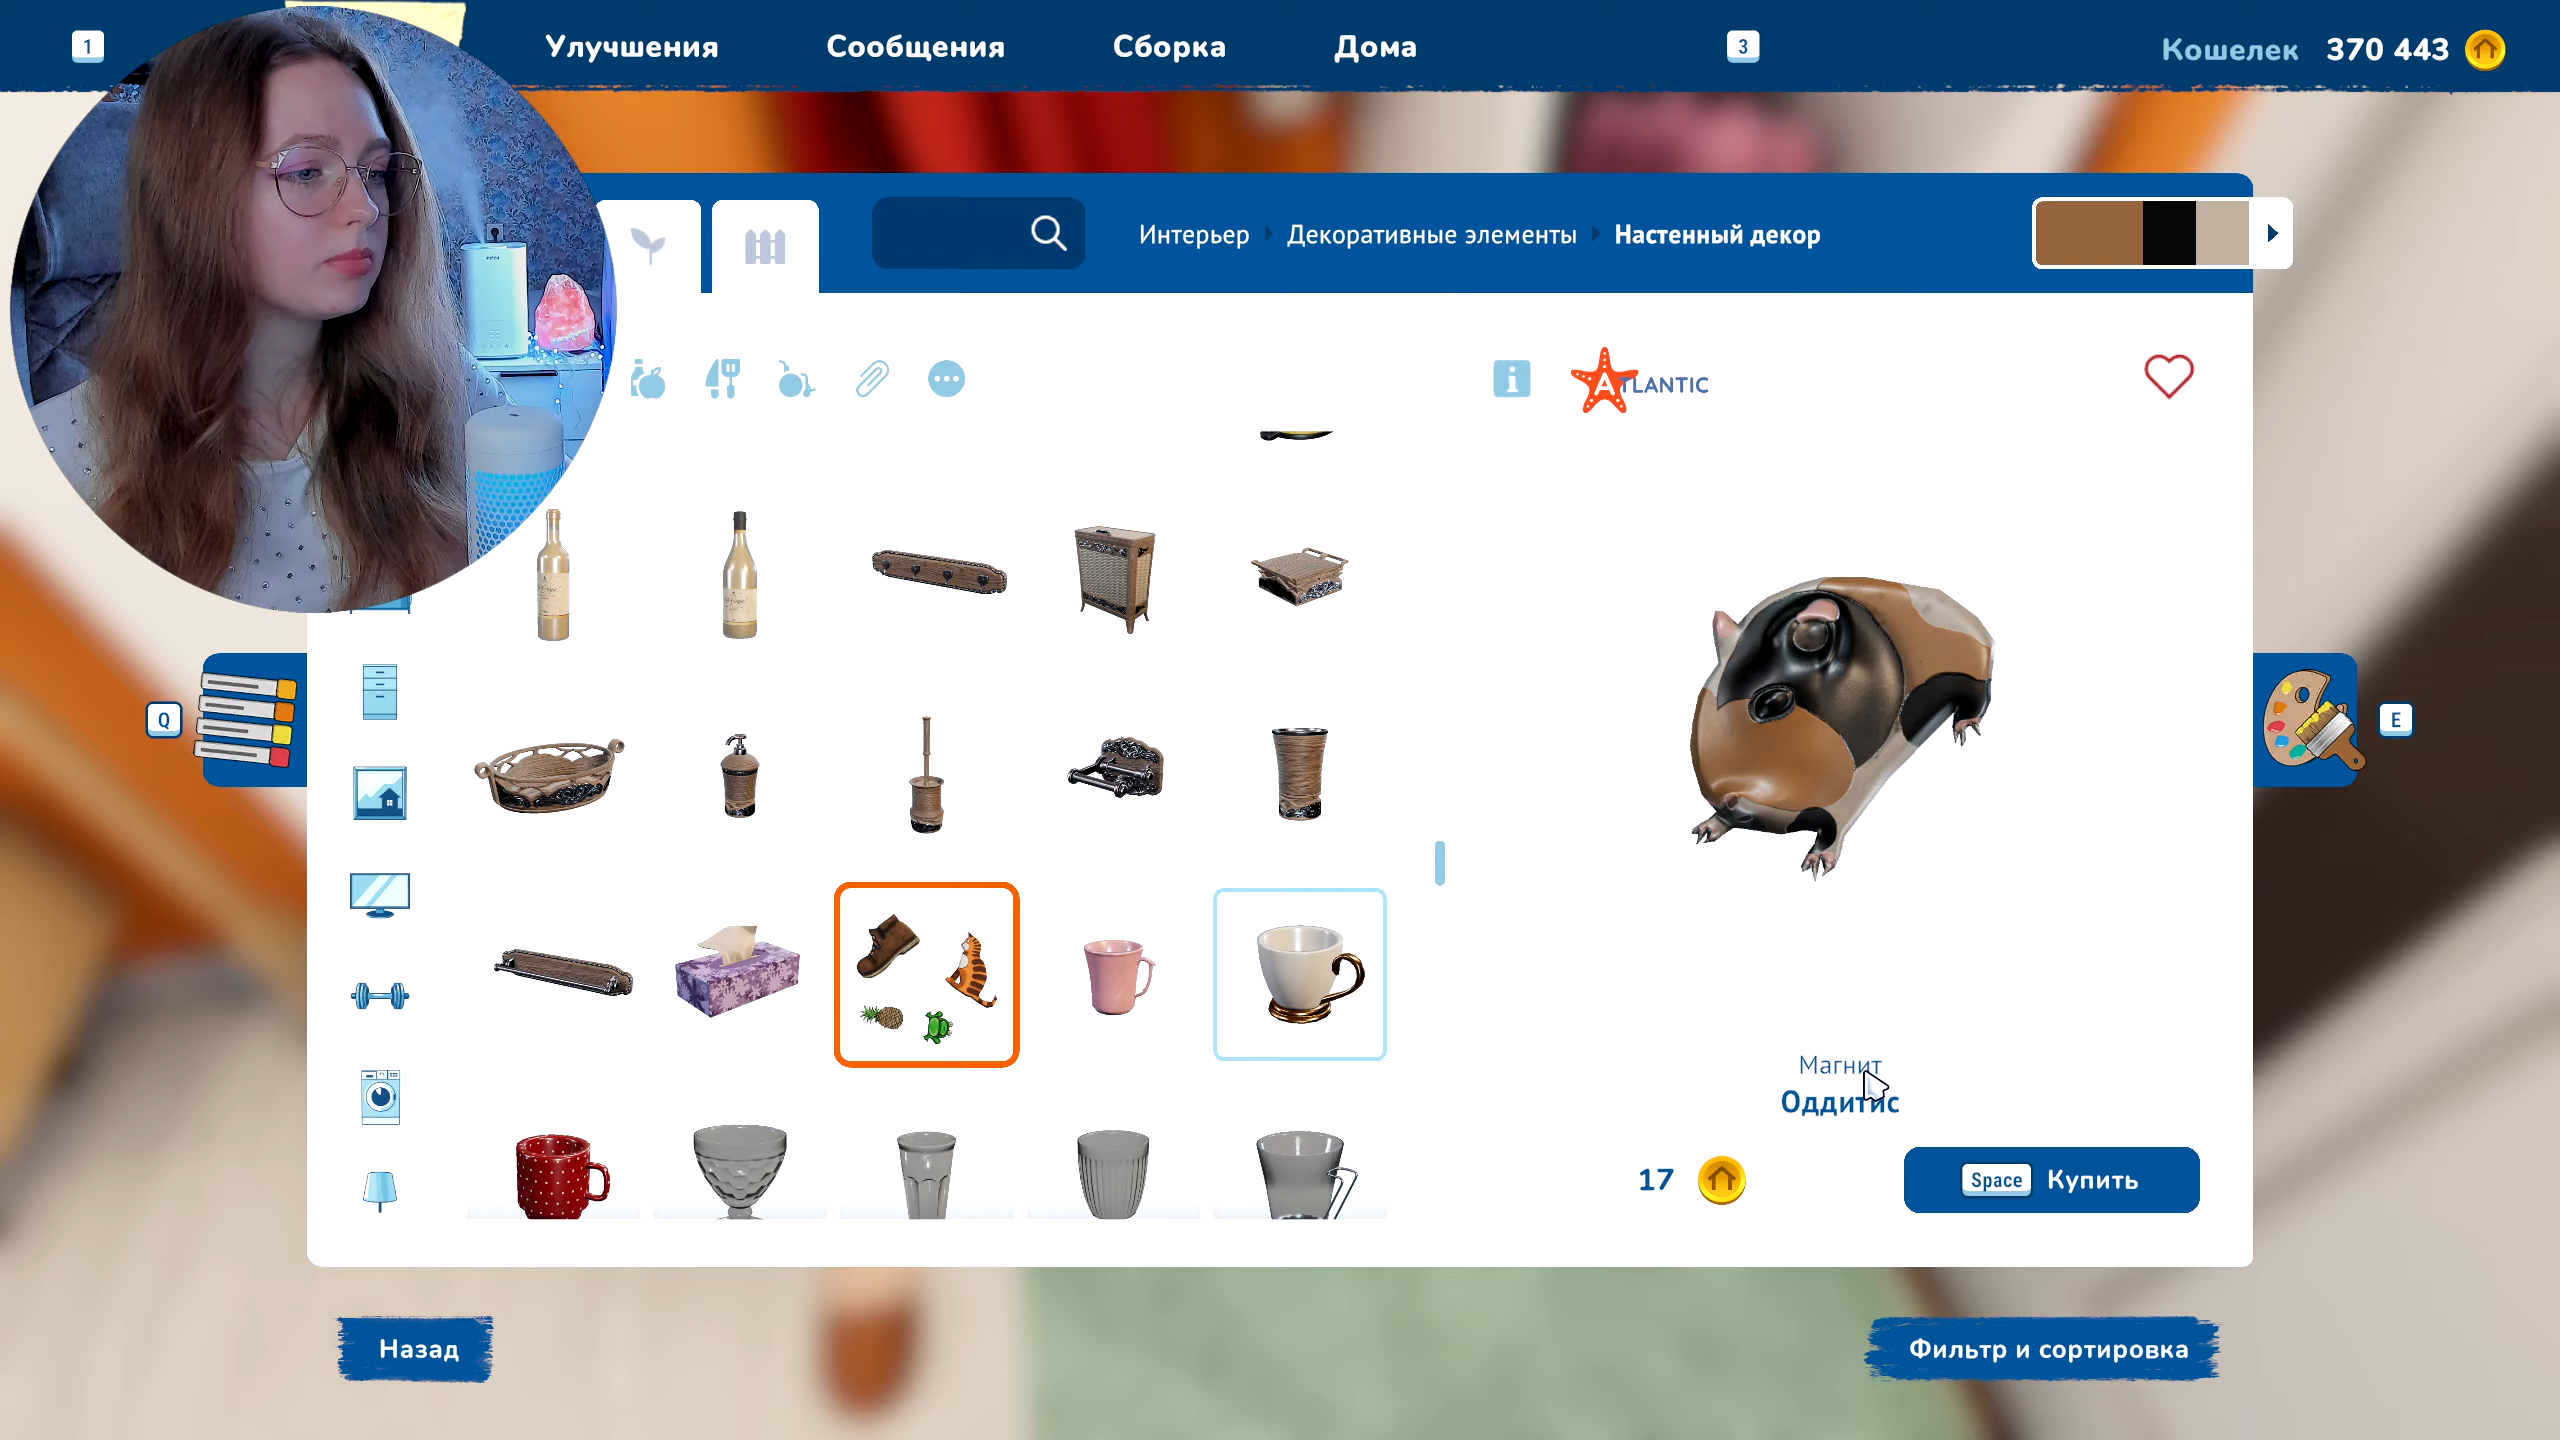 1
Улучшения
Сообщения
Сборка
Дома
3
Кошелек 370 443
Интерьер
Декоративные элементы
Настенный декор
i
ATLANTIC
Q
E
Магнит
Оддитис
17
Space Купить
Назад
Фильтр и сортировка